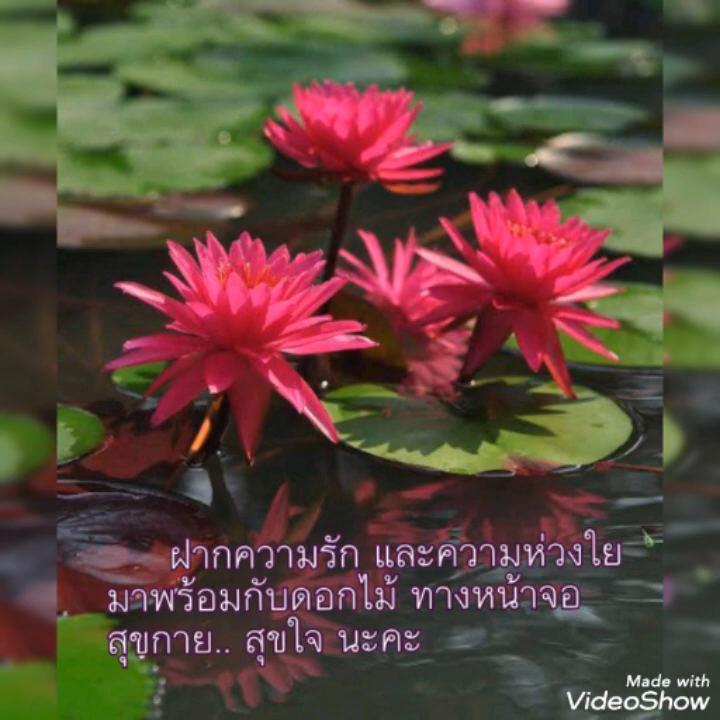 ฝากความรัก และความห่วงใย
มาพร้อมกับดอกไม้ ทางหน้าจอ
สุขกาย.. สุขใจ นะคะ
Made with
VideoShow